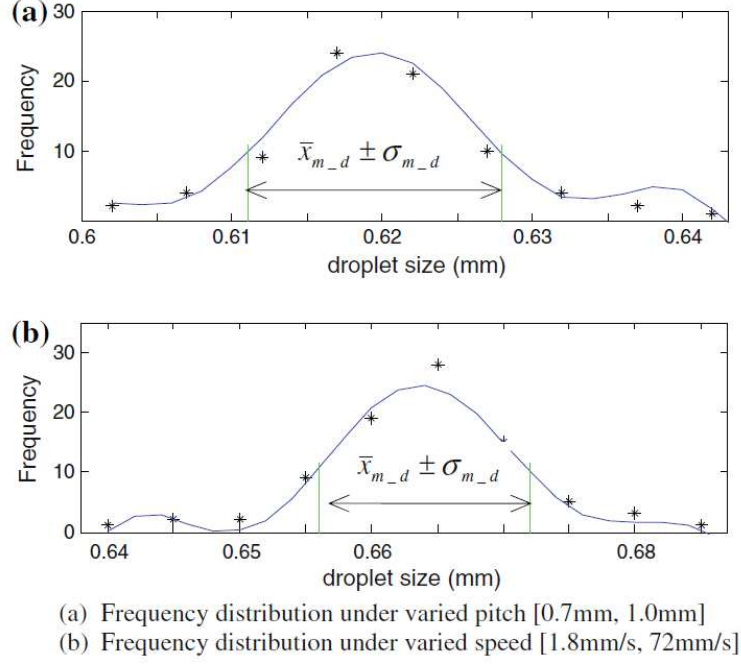 (a)
30
20
10
Frequency
x̄m_d ± σm_d
0.6 0.61 0.62 0.63 0.64
droplet size (mm)
(b)
30
20
10
0
Frequency
x̄m_d ± σm_d
0.64 0.65 0.66 0.68
droplet size (mm)
(a) Frequency distribution under varied pitch [0.7mm, 1.0mm]
(b) Frequency distribution under varied speed [1.8mm/s, 72mm/s]